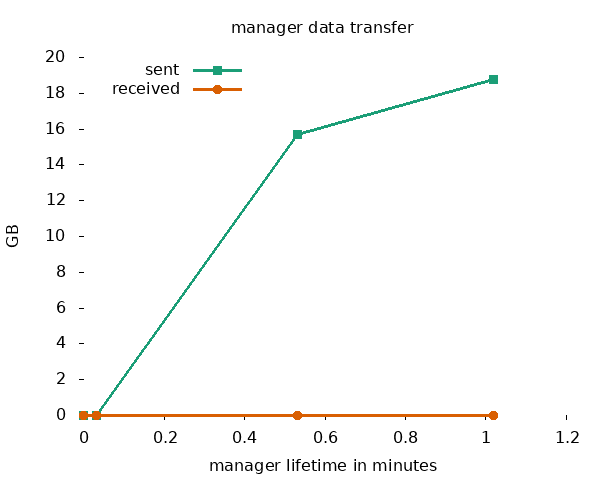 manager data transfer
20
18
16
14
12
10
8
6
4
2
0
sent
received
GB
0 0.2 0.4 0.6 0.8 1 1.2
manager lifetime in minutes